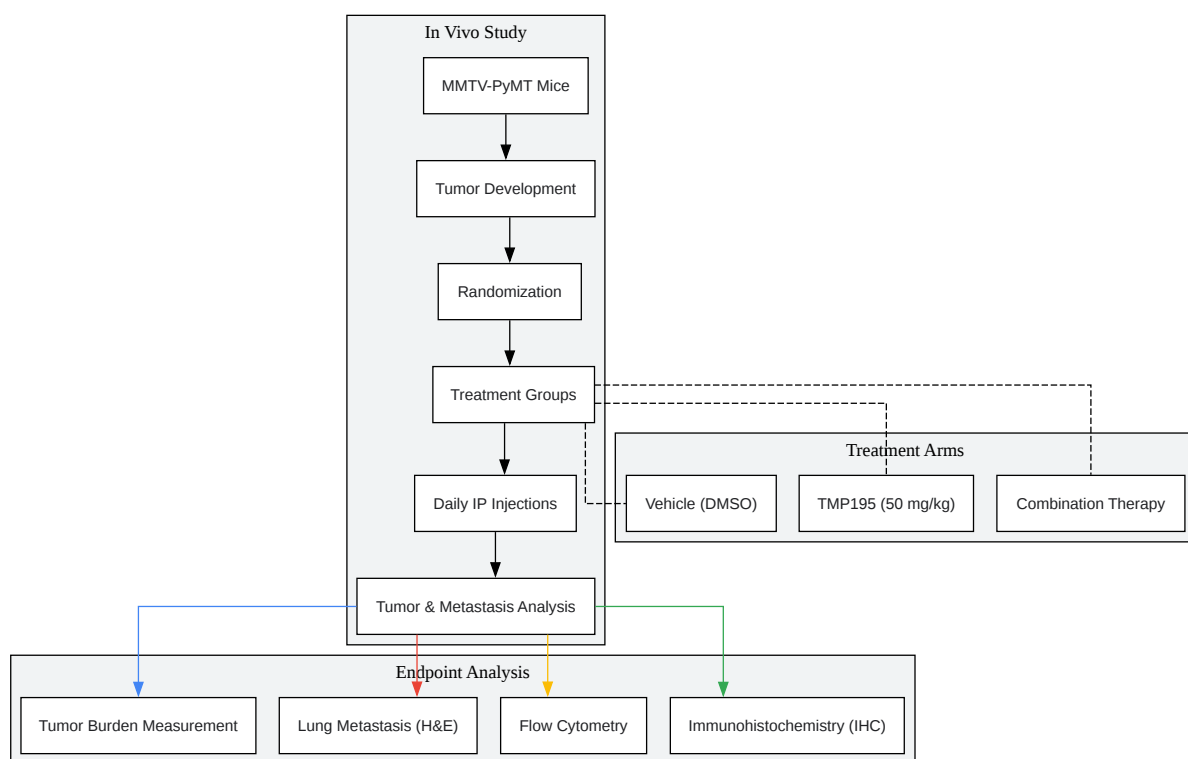 In Vivo Study
MMTV-PyMT Mice
Tumor Development
Randomization
Treatment Groups
Treatment Arms
Daily IP Injections
Vehicle (DMSO)
TMP195 (50 mg/kg)
Combination Therapy
Tumor & Metastasis Analysis
Endpoint Analysis
Tumor Burden Measurement
Lung Metastasis (H&E)
Flow Cytometry
Immunohistochemistry (IHC)